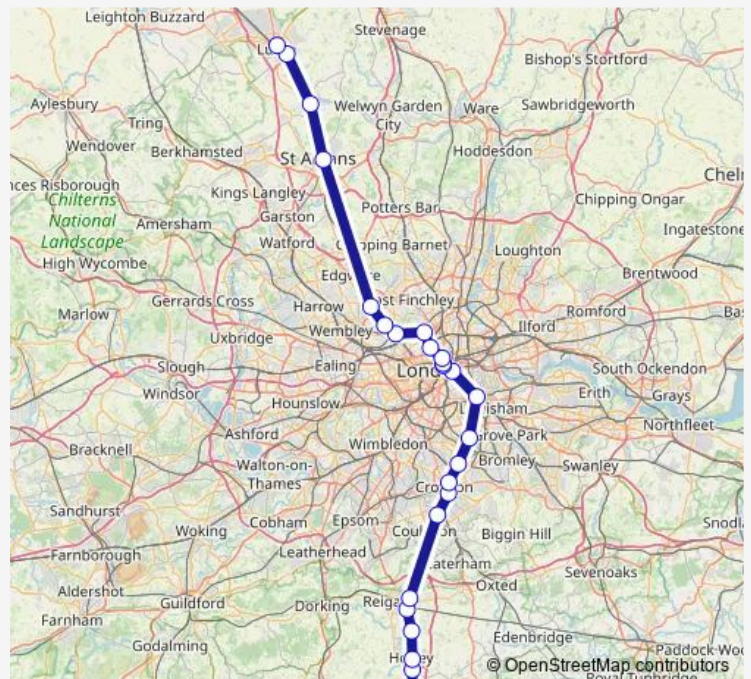 Leighton Buzzard
Stevenage
Bishop's Stortford
Aylesbury
Welwyn Garden
City
Ware
Sawbridgeworth
Tring
Wendover
Berkhamsted
Hoddesdon
Kings Langley
Chipping Ongar
Chilterns
National
Landscape
Garston
Potters Bar
Amersham
Watford
Ingatestone
Loughton
High Wycombe
Brentwood
Gerrards Cross
Harrow
Marlow
Wembley
Romford
Ilford
Uxbridge
Slough
Ealing
South Ockendon
Windsor
Erith
Grays
Hounslow
Northfleet
Ashford
Wimbledon
Bracknell
Bromley
Swanley
Walton-on-
Thames
Sandhurst
Cobham
Epsom
Biggin Hill
Woking
Farnborough
Leatherhead
Sevenoaks
Oxted
Aldershot
Guildford
Dorking
Farnham
Edenbridge
Godalming
© OpenStreetMap contributors